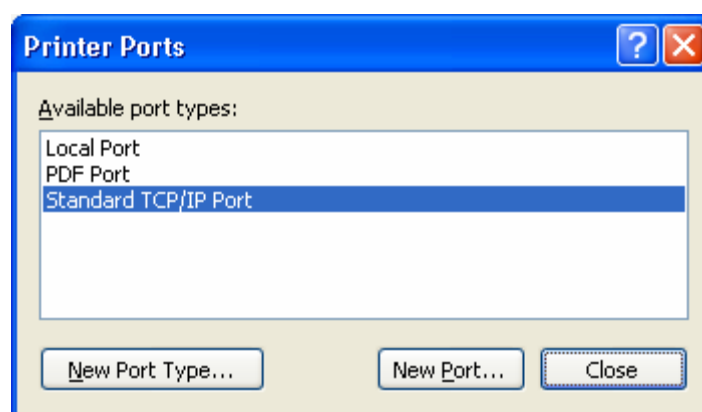 Printer Ports
Available port types:
Local Port
PDF Port
Standard TCP/IP Port
New Port Type...
New Port...
Close